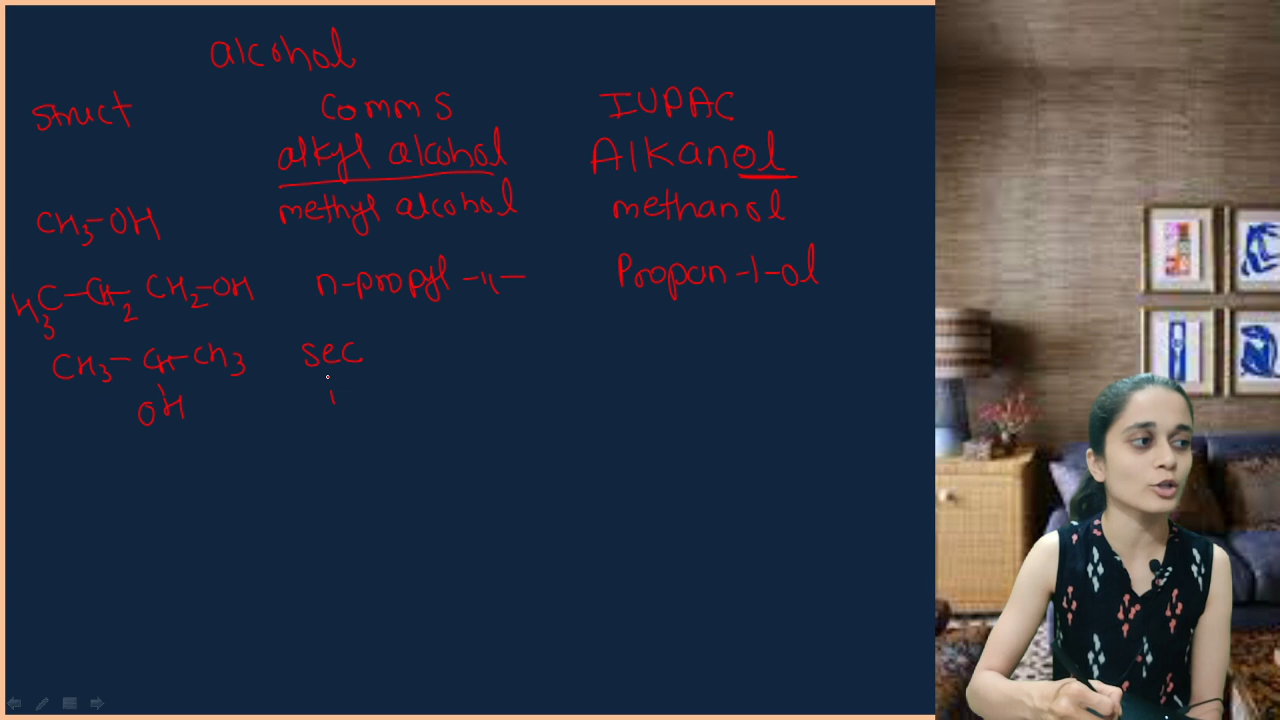 alcohol
struct comm s IUPAC
alkyl alcohol Alkanol
CH3-OH methyl alcohol methanol
H3C-CH2 CH2-OH n-propyl -"- Propan-1-ol
CH3-CH-CH3 sec
OH i